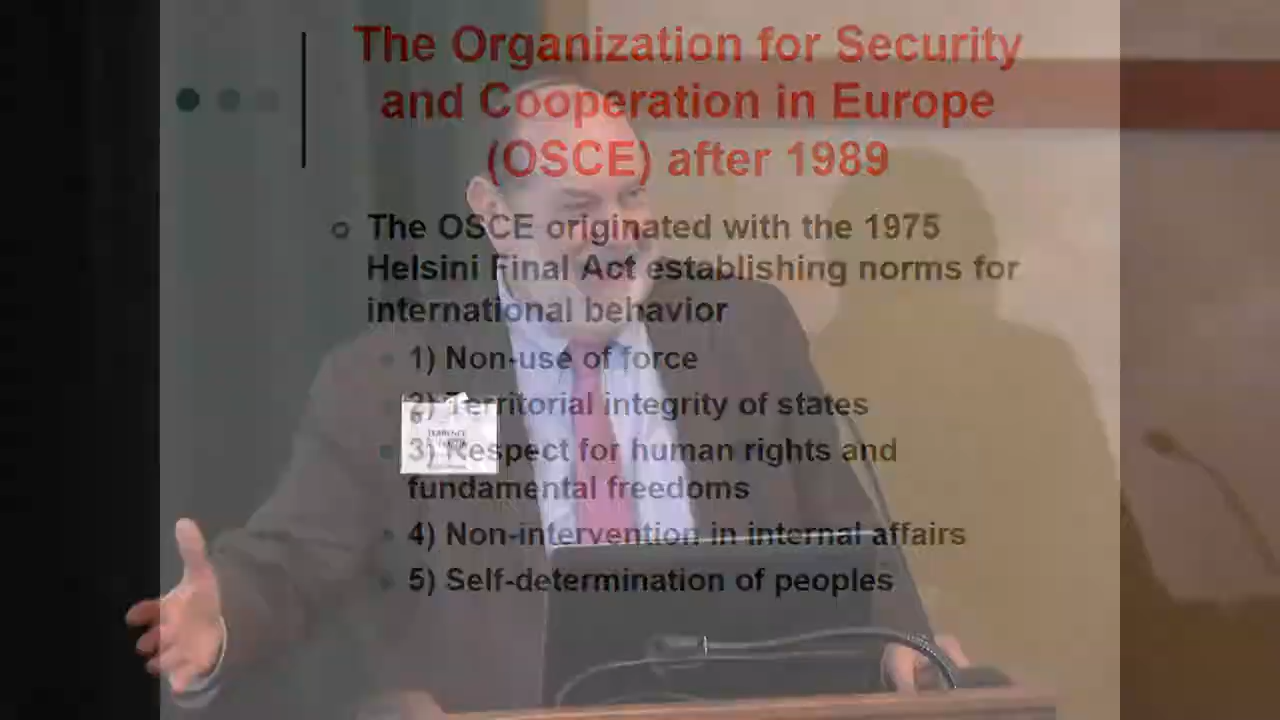 The Organization for Security
and Cooperation in Europe
(OSCE) after 1989
The OSCE originated with the 1975
Helsini Final Act establishing norms for
international behavior
1) Non-use of force
2) Territorial integrity of states
3) Respect for human rights and
fundamental freedoms
4) Non-intervention in internal affairs
5) Self-determination of peoples
TERRENCE